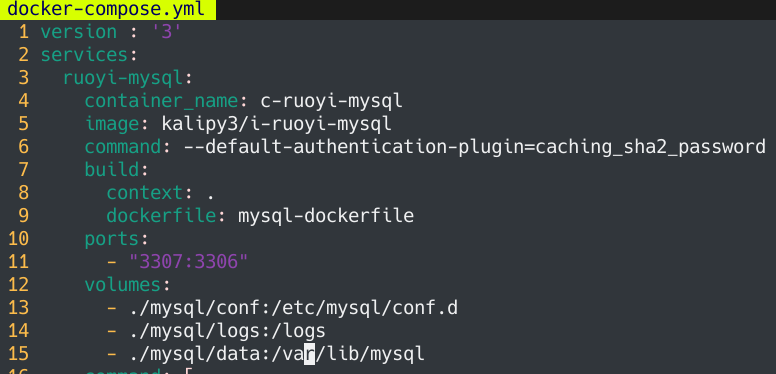 docker-compose.yml
1 version : '3'
2 services:
3   ruoyi-mysql:
4     container_name: c-ruoyi-mysql
5     image: kalipy3/i-ruoyi-mysql
6     command: --default-authentication-plugin=caching_sha2_password
7     build:
8       context: .
9       dockerfile: mysql-dockerfile
10     ports:
11       - "3307:3306"
12     volumes:
13       - ./mysql/conf:/etc/mysql/conf.d
14       - ./mysql/logs:/logs
15       - ./mysql/data:/var/lib/mysql
16     command: [